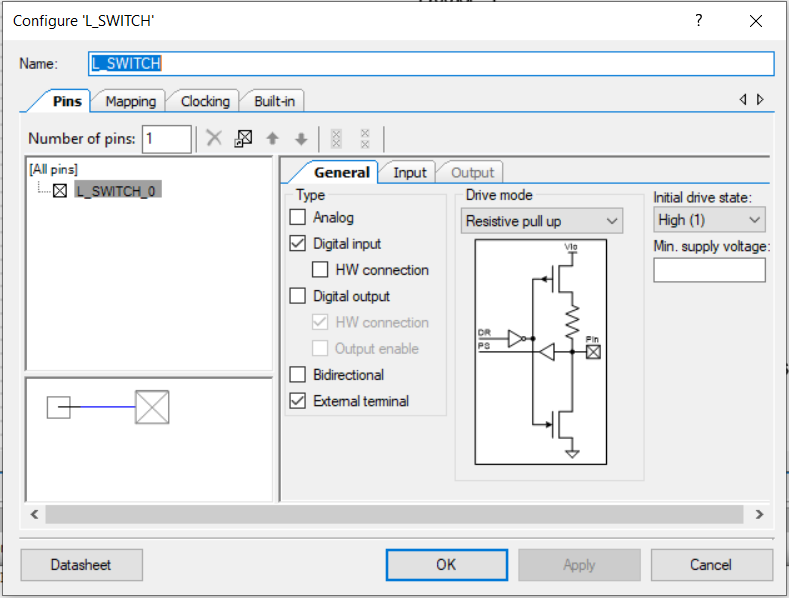 Configure 'L_SWITCH'
?
Name: L_SWITCH
Pins Mapping Clocking Built-in
Number of pins: 1
[All pins]
L_SWITCH_0
General Input Output
Type
Analog
Digital input
HW connection
Digital output
HW connection
Output enable
Bidirectional
External terminal
Drive mode
Resistive pull up
Vio
DR
PS
Pin
Initial drive state:
High (1)
Min. supply voltage:
Datasheet OK Apply Cancel